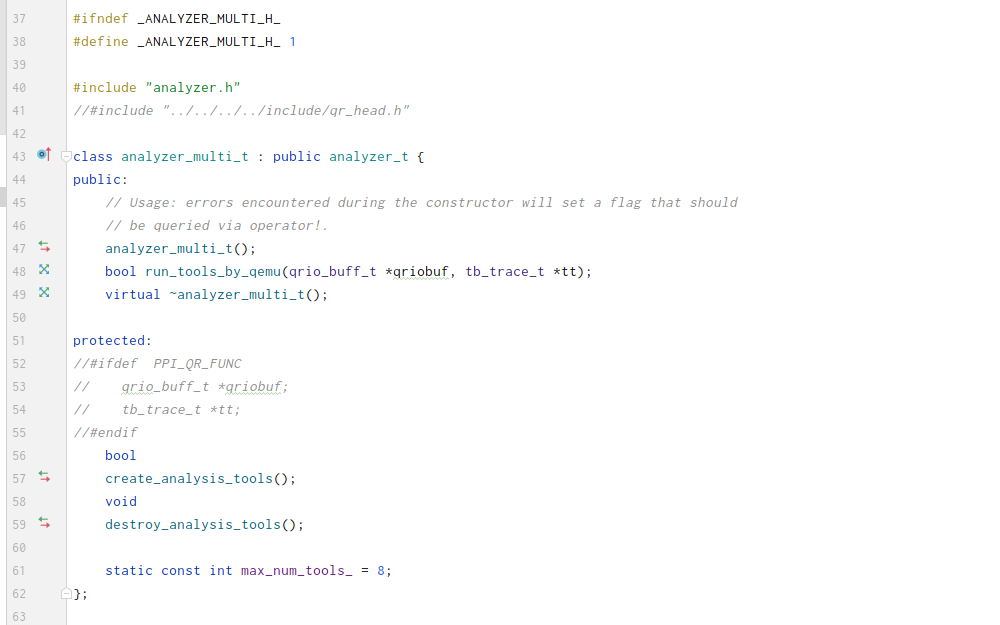 37 #ifndef _ANALYZER_MULTI_H_
38 #define _ANALYZER_MULTI_H_ 1
39
40 #include "analyzer.h"
41 //#include "../../../../include/qr_head.h"
42
43 class analyzer_multi_t : public analyzer_t {
44 public:
45     // Usage: errors encountered during the constructor will set a flag that should
46     // be queried via operator!.
47     analyzer_multi_t();
48     bool run_tools_by_qemu(qrio_buff_t *qriobuf, tb_trace_t *tt);
49     virtual ~analyzer_multi_t();
50
51 protected:
52 //#ifdef  PPI_QR_FUNC
53 //    qrio_buff_t *qriobuf;
54 //    tb_trace_t *tt;
55 //#endif
56     bool
57     create_analysis_tools();
58     void
59     destroy_analysis_tools();
60
61     static const int max_num_tools_ = 8;
62 };
63